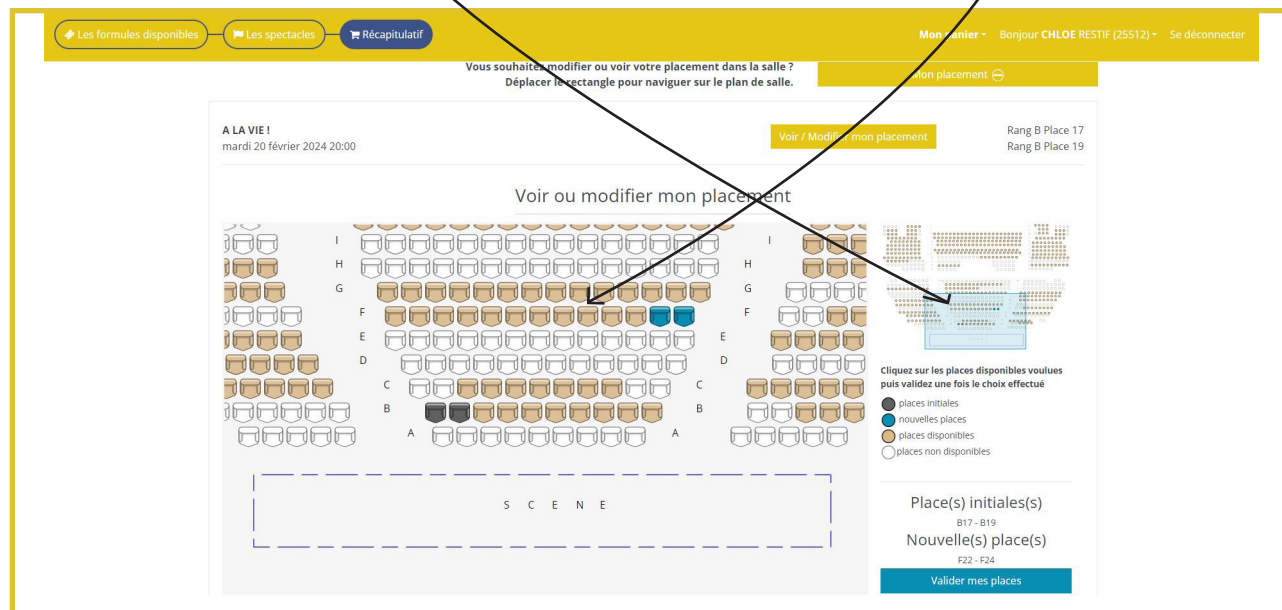 Les formules disponibles
Les spectacles
Récapitulatif
Mon panier
Bonjour CHLOE RESTIF (25512)
Se déconnecter
Vous souhaitez modifier ou voir votre placement dans la salle ?
Déplacer le rectangle pour naviguer sur le plan de salle.
Mon placement
A LA VIE !
mardi 20 février 2024 20:00
Voir / Modifier mon placement
Rang B Place 17
Rang B Place 19
Voir ou modifier mon placement
I I
H H
G G
F F
E E
D D
C C
B B
A A
SCENE
Cliquez sur les places disponibles voulues
puis validez une fois le choix effectué
places initiales
nouvelles places
places disponibles
places non disponibles
Place(s) initiales(s)
B17 - B19
Nouvelle(s) place(s)
F22 - F24
Valider mes places